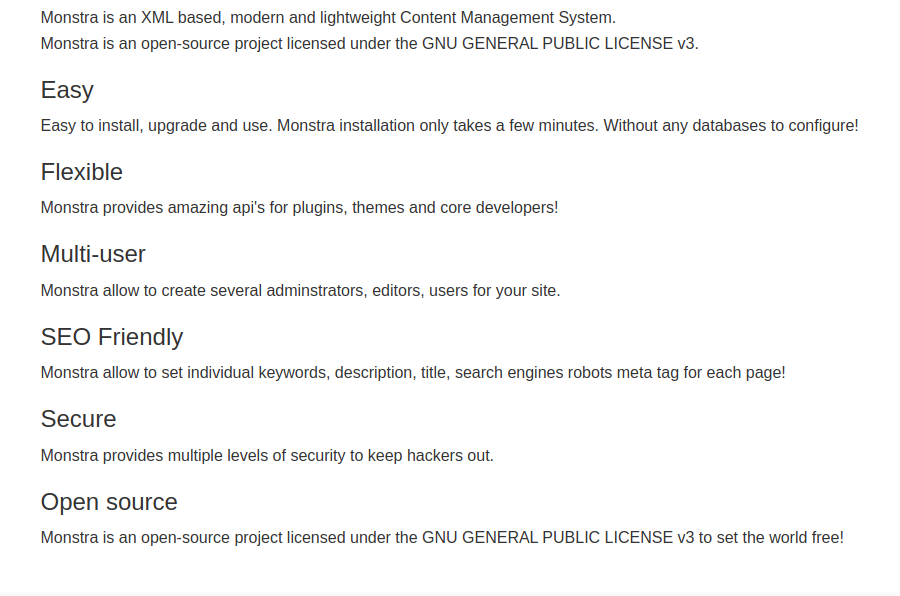 Monstra is an XML based, modern and lightweight Content Management System.
Monstra is an open-source project licensed under the GNU GENERAL PUBLIC LICENSE v3.
Easy
Easy to install, upgrade and use. Monstra installation only takes a few minutes. Without any databases to configure!
Flexible
Monstra provides amazing api's for plugins, themes and core developers!
Multi-user
Monstra allow to create several adminstrators, editors, users for your site.
SEO Friendly
Monstra allow to set individual keywords, description, title, search engines robots meta tag for each page!
Secure
Monstra provides multiple levels of security to keep hackers out.
Open source
Monstra is an open-source project licensed under the GNU GENERAL PUBLIC LICENSE v3 to set the world free!